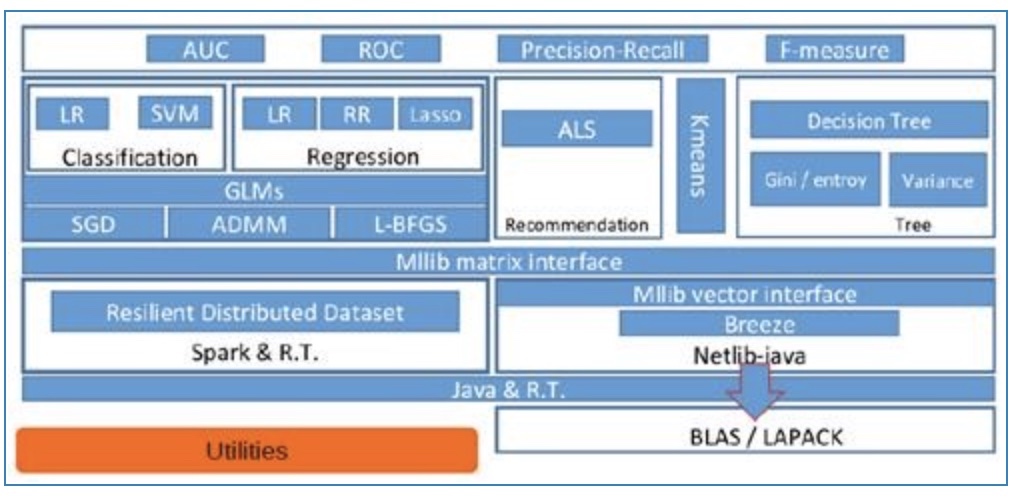 AUC ROC Precision-Recall F-measure
LR SVM
Classification
LR RR Lasso
Regression
GLMs
SGD ADMM L-BFGS
ALS
Recommendation
Kmeans
Decision Tree
Gini / entroy Variance
Tree
Mllib matrix interface
Resilient Distributed Dataset
Spark & R.T.
Mllib vector interface
Breeze
Netlib-java
Java & R.T.
BLAS / LAPACK
Utilities